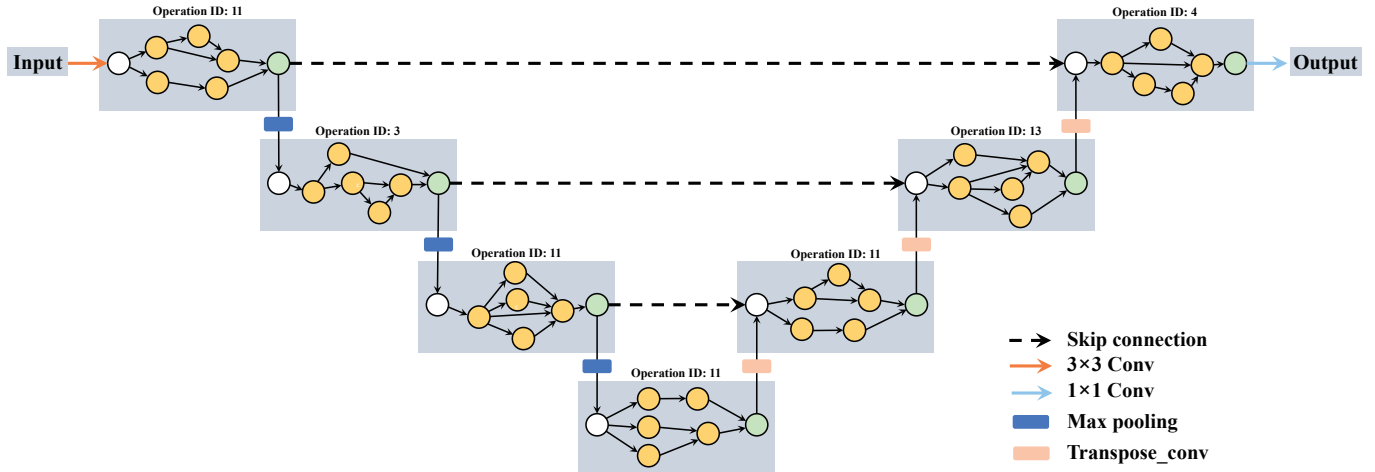 Operation ID: 11
Operation ID: 4
Input
Output
Operation ID: 3
Operation ID: 13
Operation ID: 11
Operation ID: 11
Operation ID: 11
Skip connection
3×3 Conv
1×1 Conv
Max pooling
Transpose_conv